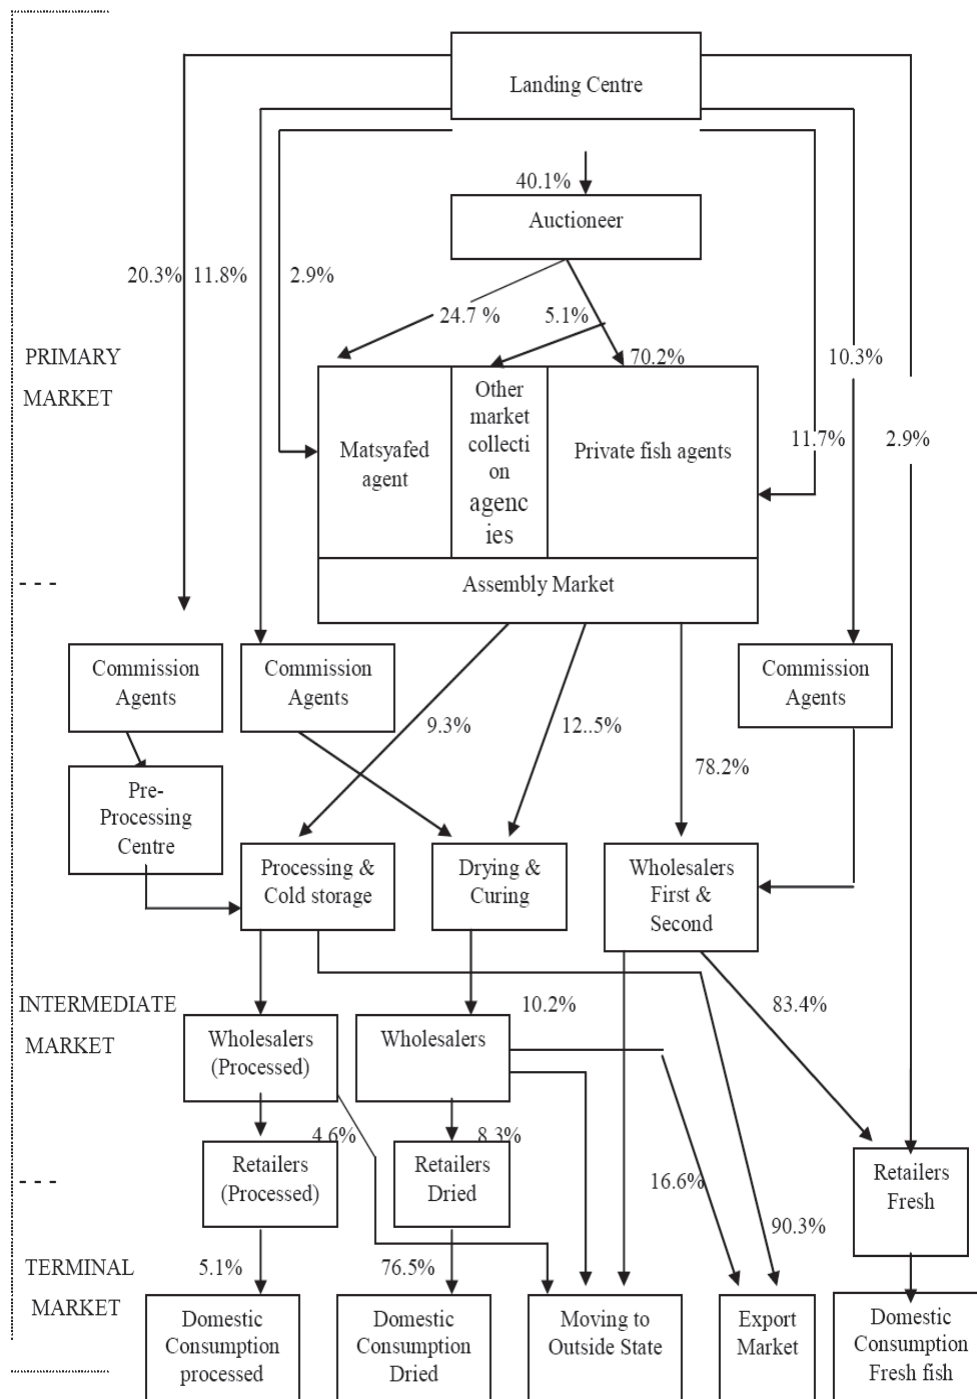 Landing Centre
40.1%
Auctioneer
20.3%
11.8%
2.9%
24.7 %
5.1%
70.2%
10.3%
11.7%
2.9%
PRIMARY
MARKET
Matsyafed
agent
Other
market
collecti
on
agenc
ies
Private fish agents
Assembly Market
- - -
Commission
Agents
Commission
Agents
Commission
Agents
9.3%
12..5%
78.2%
Pre-
Processing
Centre
Processing &
Cold storage
Drying &
Curing
Wholesalers
First &
Second
INTERMEDIATE
MARKET
10.2%
83.4%
Wholesalers
(Processed)
Wholesalers
4.6%
8.3%
Retailers
(Processed)
Retailers
Dried
16.6%
Retailers
Fresh
- - -
90.3%
TERMINAL
MARKET
5.1%
76.5%
Domestic
Consumption
processed
Domestic
Consumption
Dried
Moving to
Outside State
Export
Market
Domestic
Consumption
Fresh fish